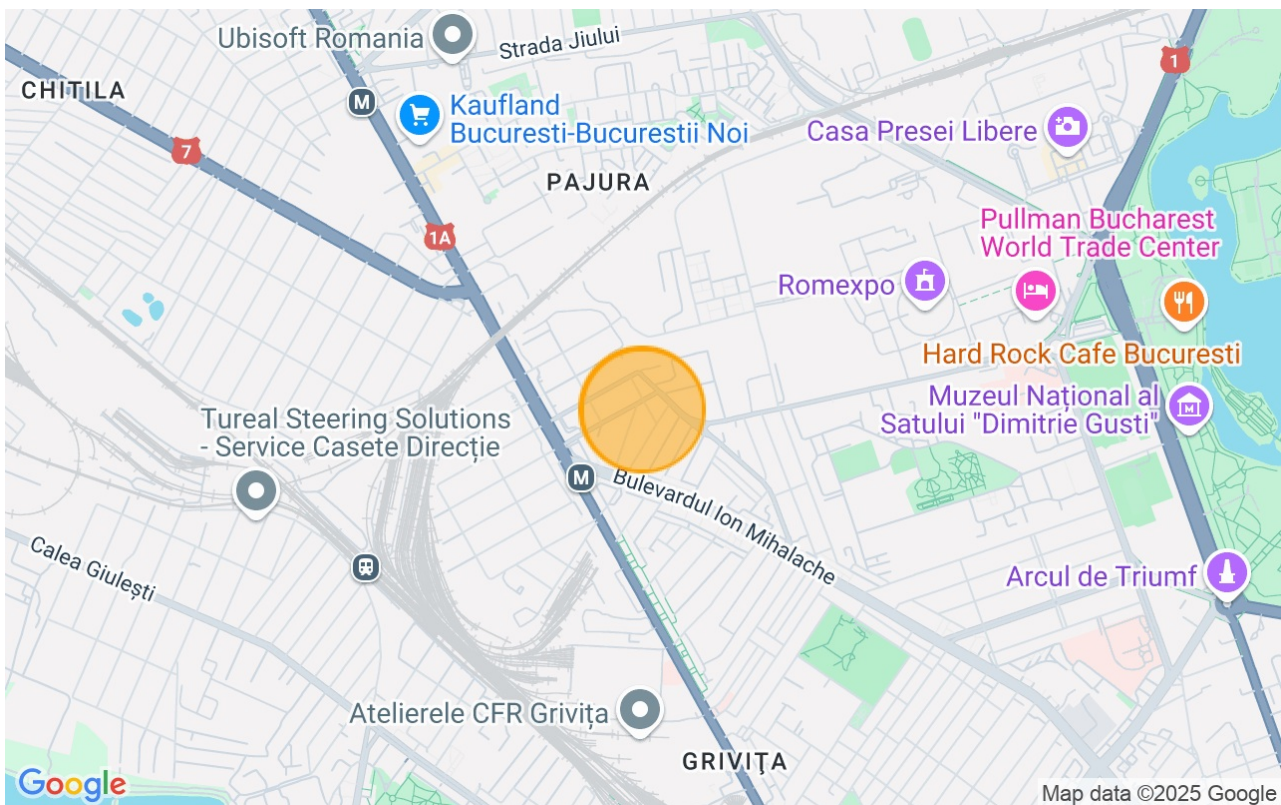 Ubisoft Romania
Strada Jiului
1
CHITILA
M
Kaufland
Bucuresti-Bucurestii Noi
Casa Presei Libere
7
PAJURA
1A
Pullman Bucharest
World Trade Center
Romexpo
Hard Rock Cafe Bucuresti
Muzeul Național al
Satului "Dimitrie Gusti"
M
Tureal Steering Solutions
- Service Casete Direcție
M
Bulevardul Ion Mihalache
Calea Giulești
Arcul de Triumf
Atelierele CFR Grivița
GRIVIŢA
Google
Map data ©2025 Google